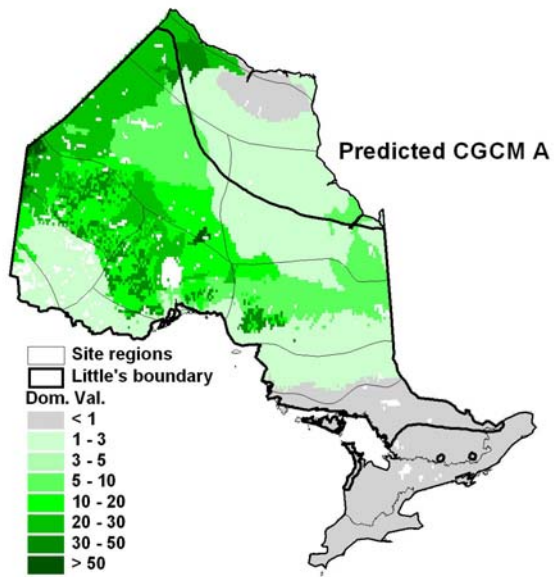 Predicted CGCM A
Site regions
Little's boundary
Dom. Val.
< 1
1 - 3
3 - 5
5 - 10
10 - 20
20 - 30
30 - 50
> 50